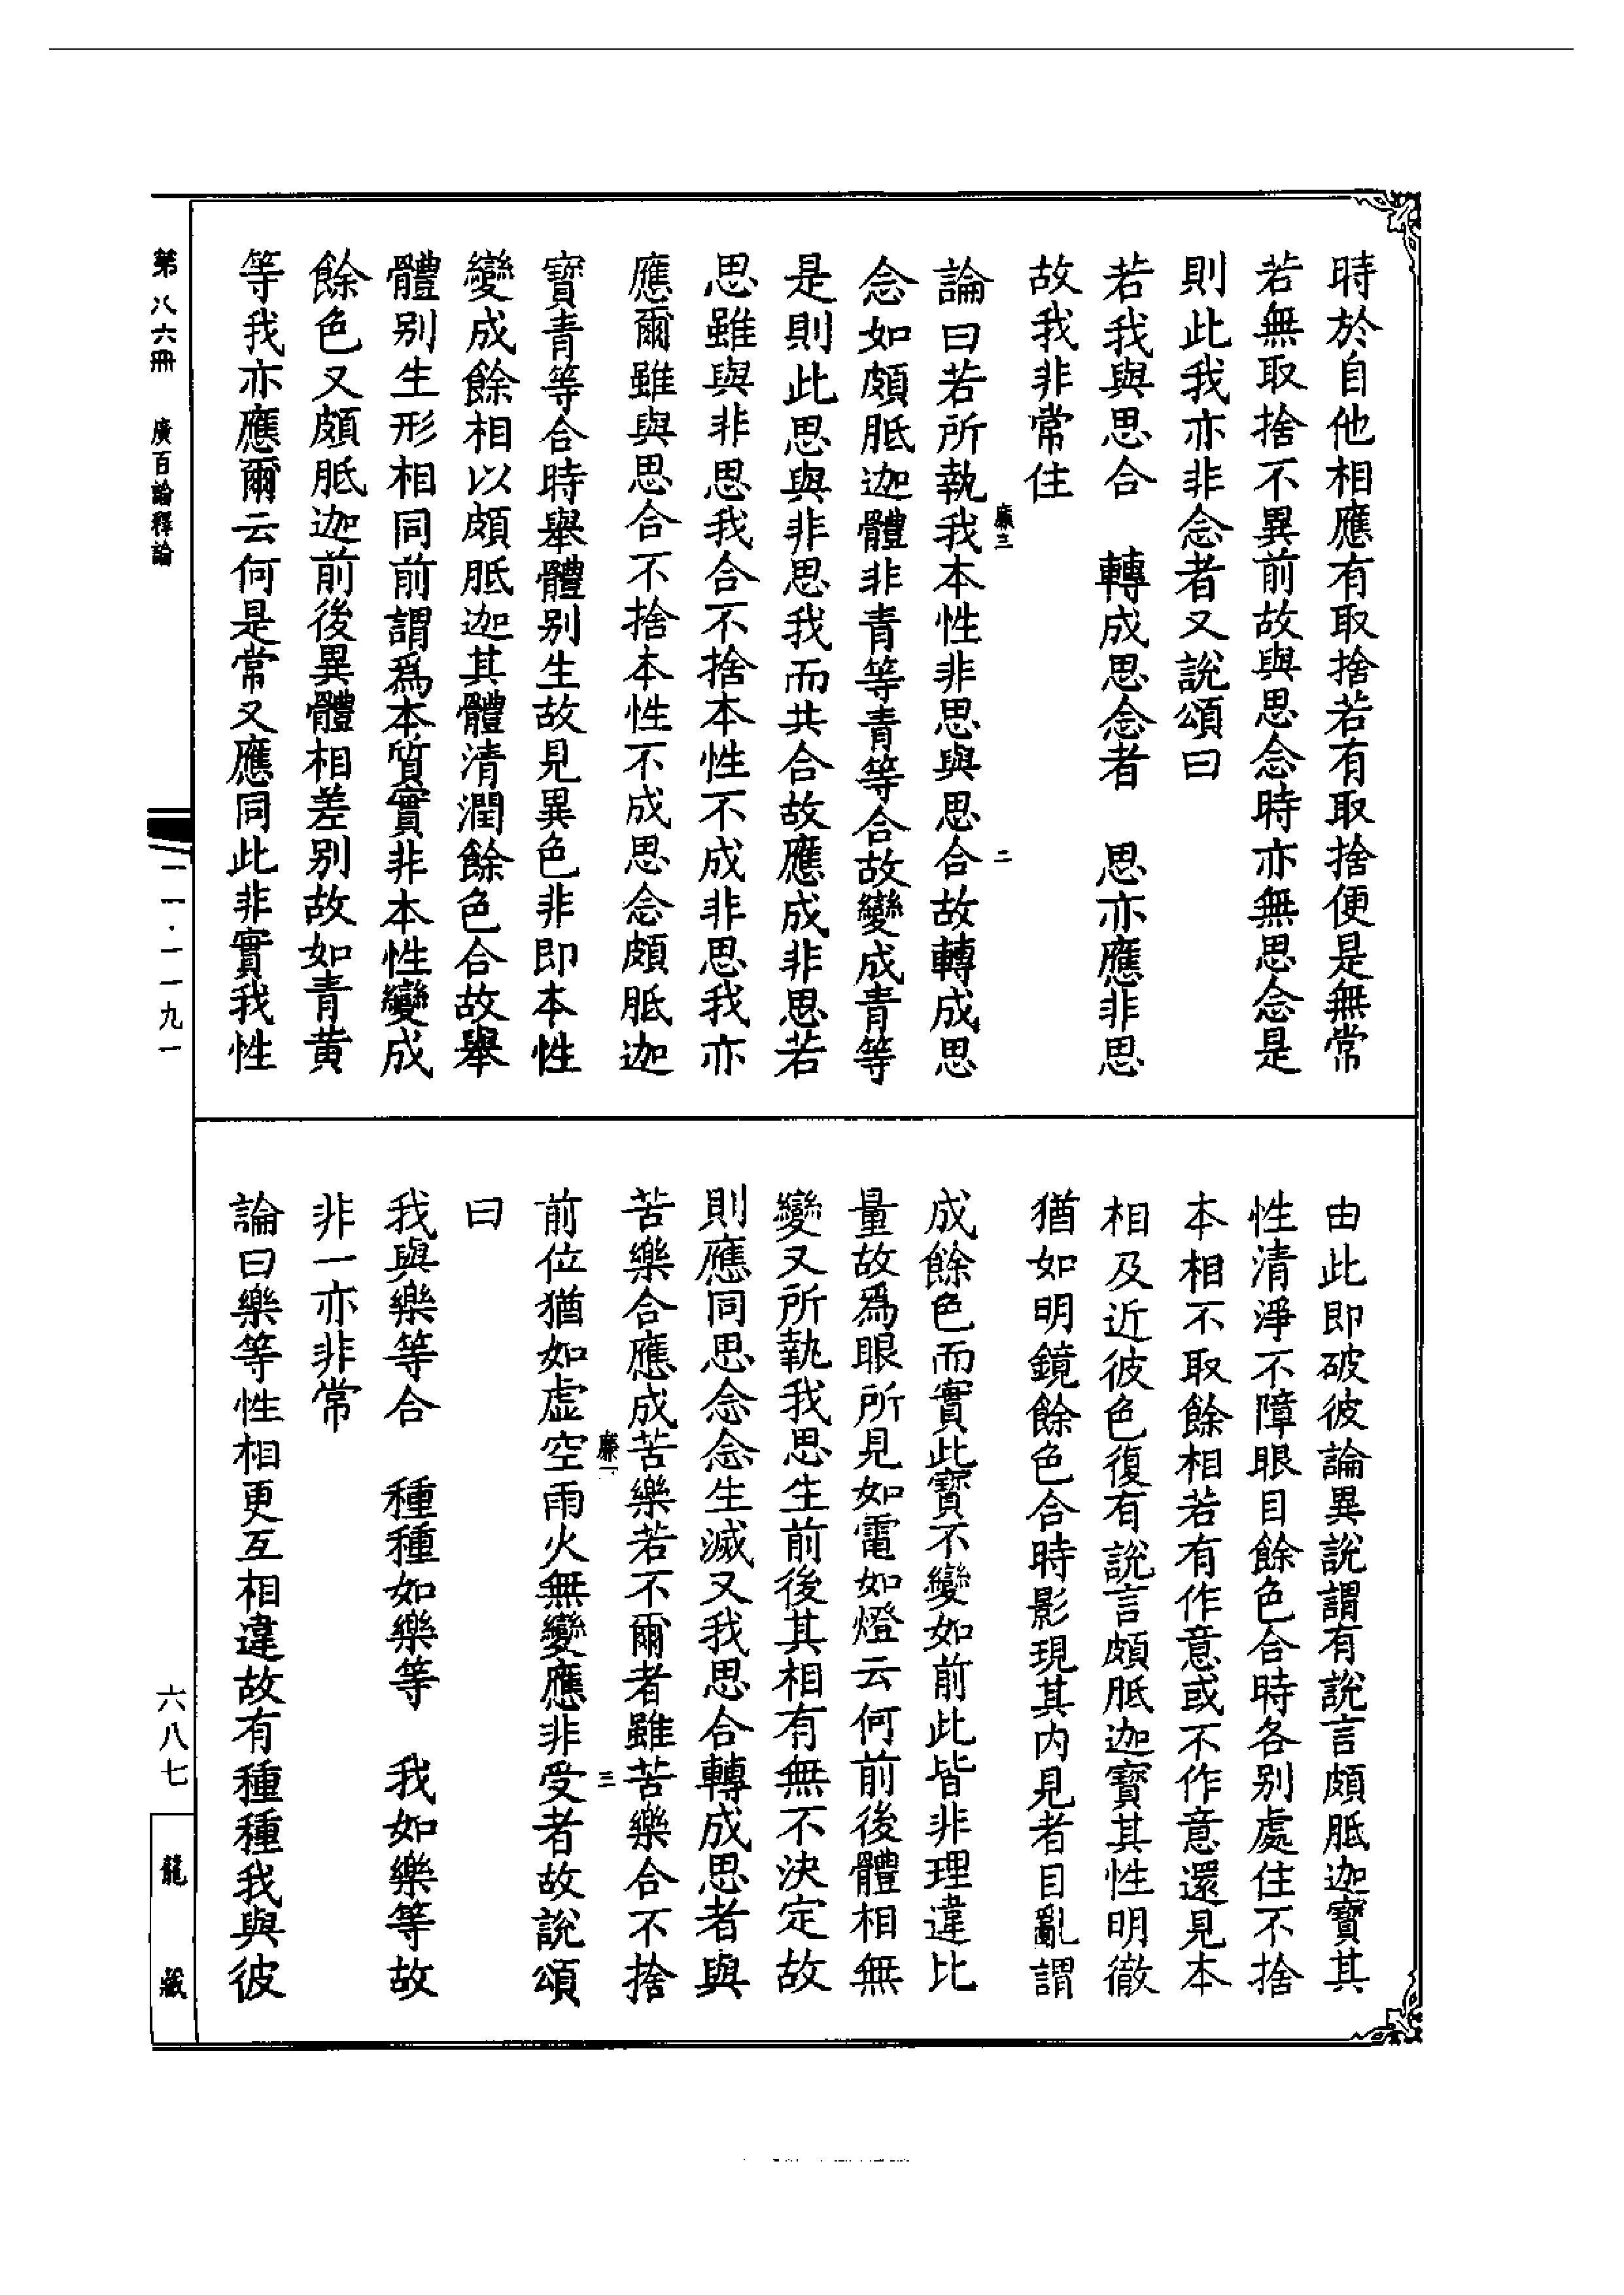 時於自他相應有取捨若有取捨便是無常
若無取捨不異前故與思念時亦無思念是
則此我亦非念者又說頌曰
若我與思合　轉成思念者　思亦應非思
故我非常住
論曰若所執我本性非思與思合故轉成思
念如頗胝迦體非青等青等合故變成青等
是則此思與非思我而共合故應成非思若
思雖與非思我合不捨本性不成非思我亦
應爾雖與思合不捨本性不成思念頗胝迦
寶青等合時舉體別生故見異色非即本性
變成餘相以頗胝迦其體清潤餘色合故舉
體別生形相同前謂爲本質實非本性變成
餘色又頗胝迦前後異體相差別故如青黃
等我亦應爾云何是常又應同此非實我性
由此即破彼論異說謂有說言頗胝迦寶其
性清淨不障眼目餘色合時各別處住不捨
本相不取餘相若有作意或不作意還見本
相及近彼色復有說言頗胝迦寶其性明徹
猶如明鏡餘色合時影現其內見者目亂謂
成餘色而實此寶不變如前此皆非理違比
量故爲眼所見如電如燈云何前後體相無
變又所執我思生前後其相有無不決定故
則應同思念念生滅又我思合轉成思者與
苦樂合應成苦樂若不爾者雖苦樂合不捨
前位猶如虛空雨火無變應非受者故說頌
曰
我與樂等合　種種如樂等　我如樂等故
非一亦非常
論曰樂等性相更互相違故有種種我與彼
第八六冊　廣百論釋論
一一·一一九一
六八七
龍藏
三
二
三